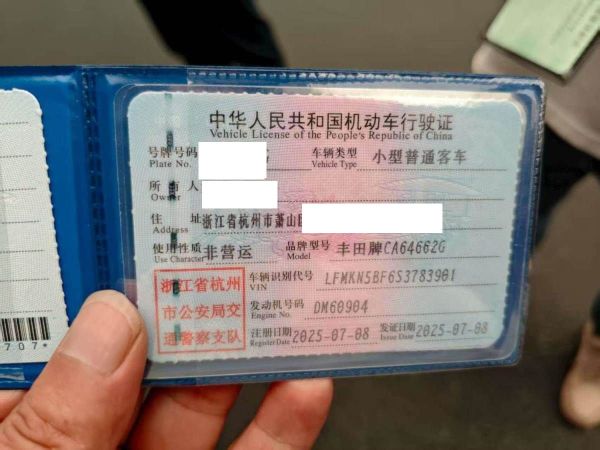 中华人民共和国机动车行驶证
Vehicle License of the People's Republic of China
号牌号码 车辆类型 小型普通客车
Plate No. Vehicle Type
所有人
Owner
住址 浙江省杭州市萧山
Address
使用性质 非营运 品牌型号 丰田牌CA64662G
Use Character Model
浙江省杭州
市公安局交
通警察支队
车辆识别代号 LFMKN5BF6S3783901
VIN
发动机号码 DM60904
Engine No.
注册日期 2025-07-08 发证日期 2025-07-08
Register Date Issue Date
707*